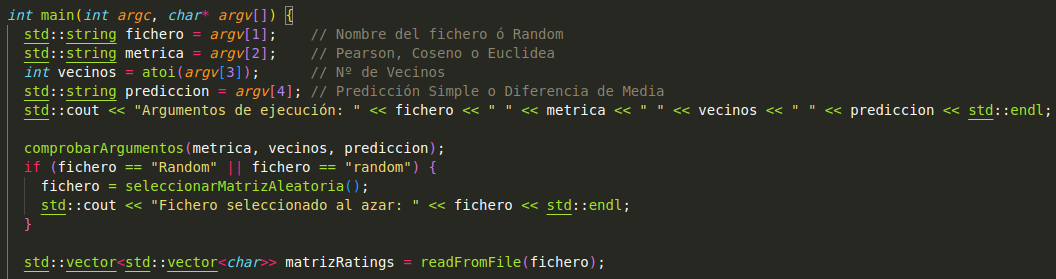 int main(int argc, char* argv[]) {
  std::string fichero = argv[1];    // Nombre del fichero ó Random
  std::string metrica = argv[2];    // Pearson, Coseno o Euclidea
  int vecinos = atoi(argv[3]);      // Nº de Vecinos
  std::string prediccion = argv[4]; // Predicción Simple o Diferencia de Media
  std::cout << "Argumentos de ejecución: " << fichero << " " << metrica << " " << vecinos << " " << prediccion << std::endl;
  comprobarArgumentos(metrica, vecinos, prediccion);
  if (fichero == "Random" || fichero == "random") {
    fichero = seleccionarMatrizAleatoria();
    std::cout << "Fichero seleccionado al azar: " << fichero << std::endl;
  }
  std::vector<std::vector<char>> matrizRatings = readFromFile(fichero);